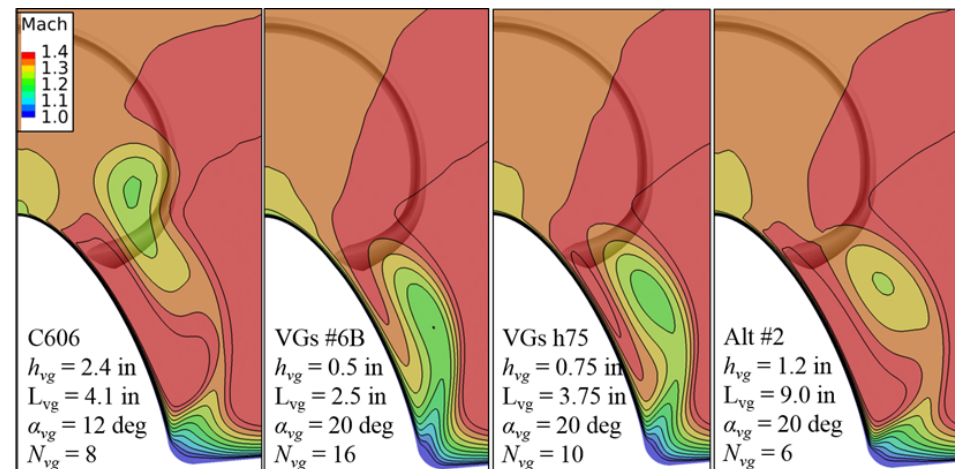 Mach
1.4
1.3
1.2
1.1
1.0
C606
h_vg = 2.4 in
L_vg = 4.1 in
α_vg = 12 deg
N_vg = 8
VGs #6B
h_vg = 0.5 in
L_vg = 2.5 in
α_vg = 20 deg
N_vg = 16
VGs h75
h_vg = 0.75 in
L_vg = 3.75 in
α_vg = 20 deg
N_vg = 10
Alt #2
h_vg = 1.2 in
L_vg = 9.0 in
α_vg = 20 deg
N_vg = 6